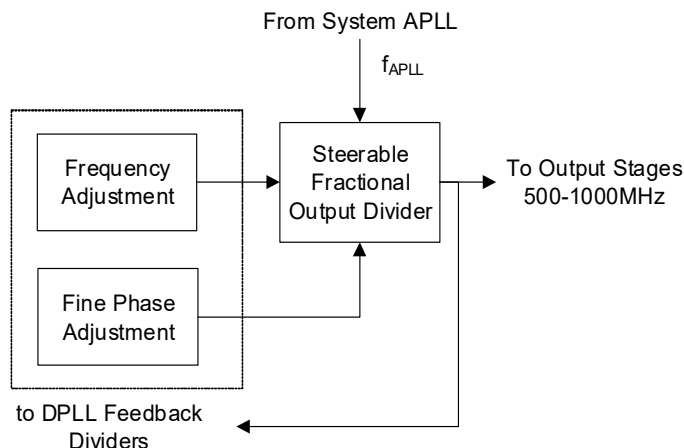 From System APLL
fAPLL
Frequency
Adjustment
Steerable
Fractional
Output Divider
To Output Stages
500-1000MHz
Fine Phase
Adjustment
to DPLL Feedback
Dividers